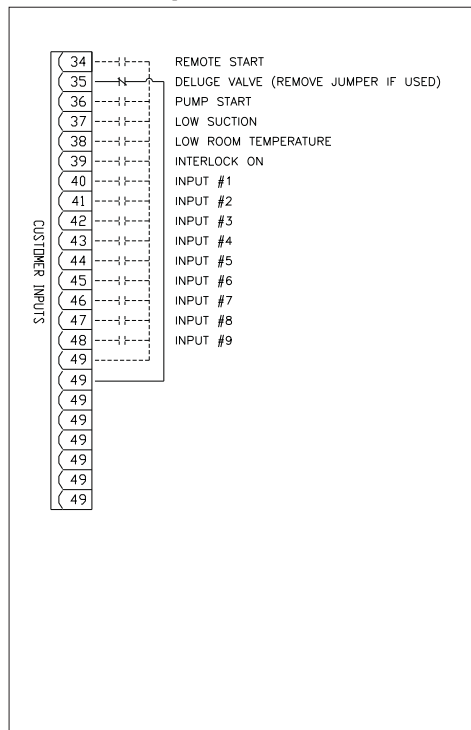 34 REMOTE START
35 DELUGE VALVE (REMOVE JUMPER IF USED)
36 PUMP START
37 LOW SUCTION
38 LOW ROOM TEMPERATURE
39 INTERLOCK ON
40 INPUT #1
41 INPUT #2
42 INPUT #3
43 INPUT #4
44 INPUT #5
45 INPUT #6
46 INPUT #7
47 INPUT #8
48 INPUT #9
49
49
49
49
49
49
49
49
CUSTOMER INPUTS